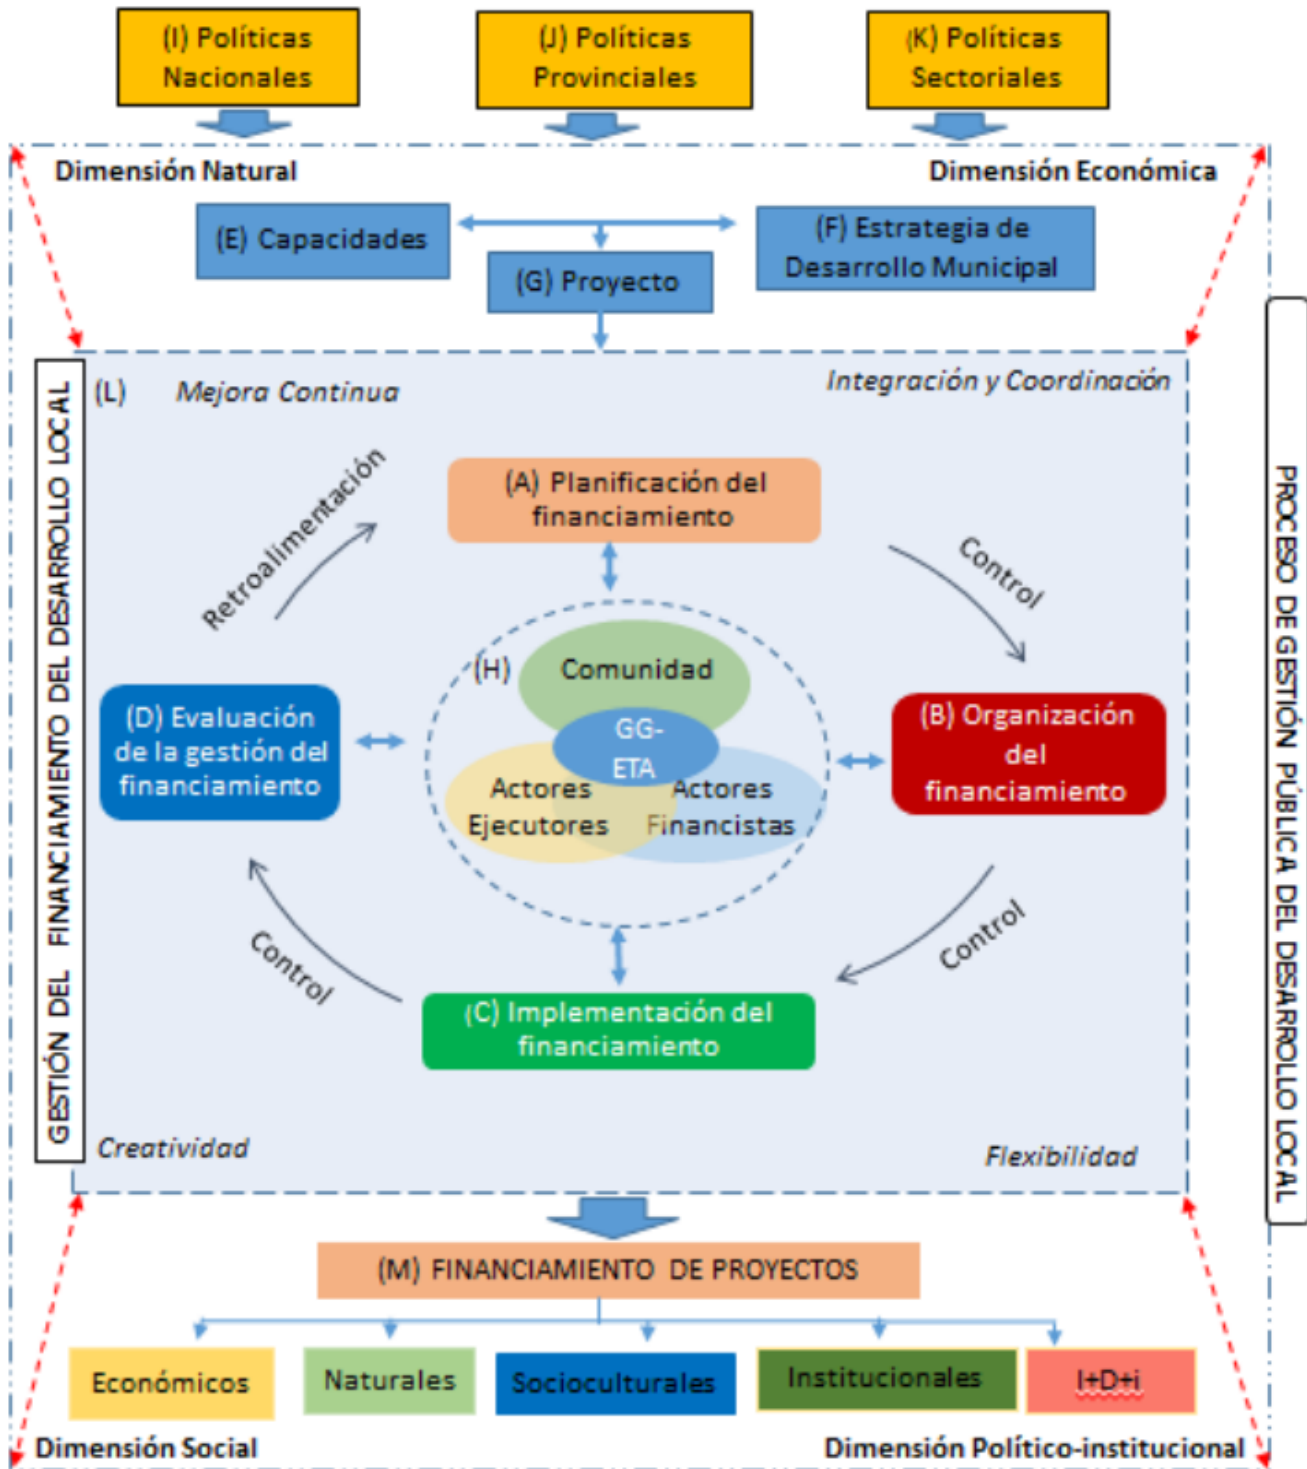 (I) Políticas
Nacionales
(J) Políticas
Provinciales
(K) Políticas
Sectoriales
Dimensión Natural
Dimensión Económica
(E) Capacidades
(F) Estrategia de
Desarrollo Municipal
(G) Proyecto
GESTIÓN DEL FINANCIAMIENTO DEL DESARROLLO LOCAL
PROCESO DE GESTIÓN PÚBLICA DEL DESARROLLO LOCAL
(L)
Mejora Continua
Integración y Coordinación
Retroalimentación
(A) Planificación del
financiamiento
Control
(H)
Comunidad
GG-
ETA
Actores
Ejecutores
Actores
Financistas
(D) Evaluación
de la gestión del
financiamiento
(B) Organización
del
financiamiento
Control
Control
(C) Implementación del
financiamiento
Creatividad
Flexibilidad
(M) FINANCIAMIENTO DE PROYECTOS
Económicos
Naturales
Socioculturales
Institucionales
I+D+i
Dimensión Social
Dimensión Político-institucional